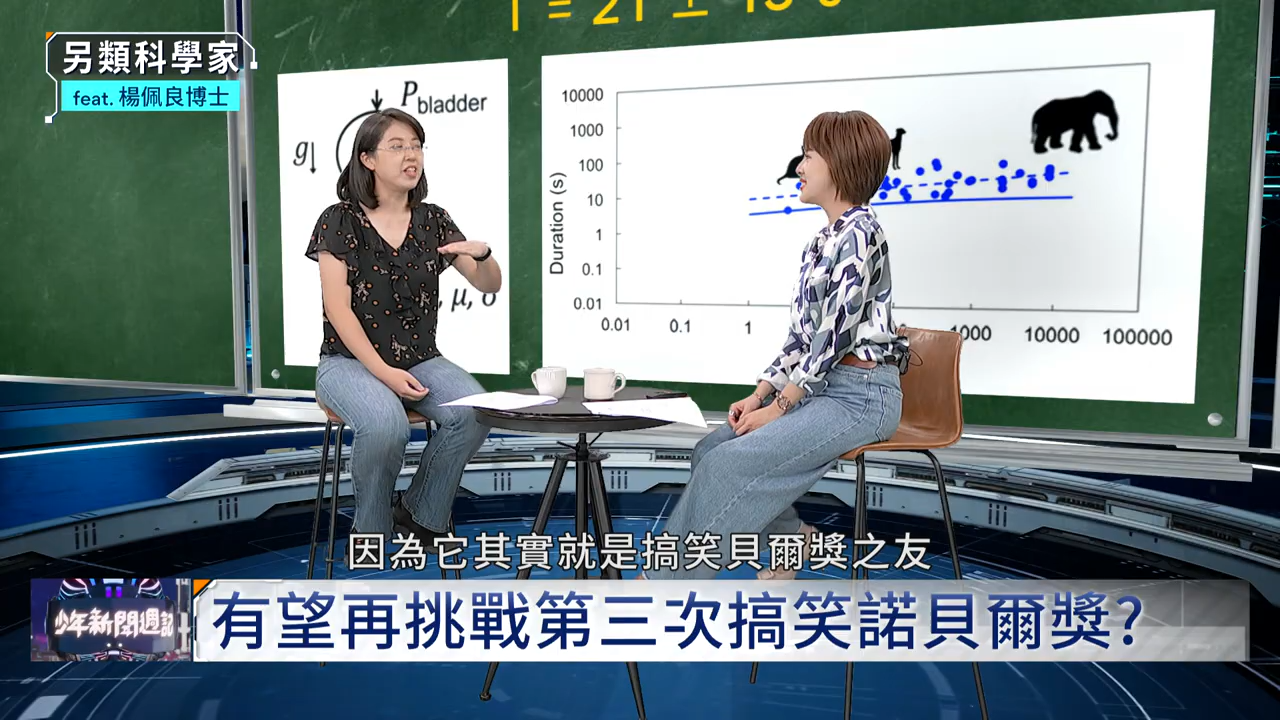 另類科學家
feat. 楊佩良博士
P bladder
g↓
, μ, σ
10000
1000
100
10
1
0.1
0.01
Duration (s)
0.01 0.1 1 1000 10000 100000
因為它其實就是搞笑貝爾獎之友
少年新聞週記
有望再挑戰第三次搞笑諾貝爾獎?